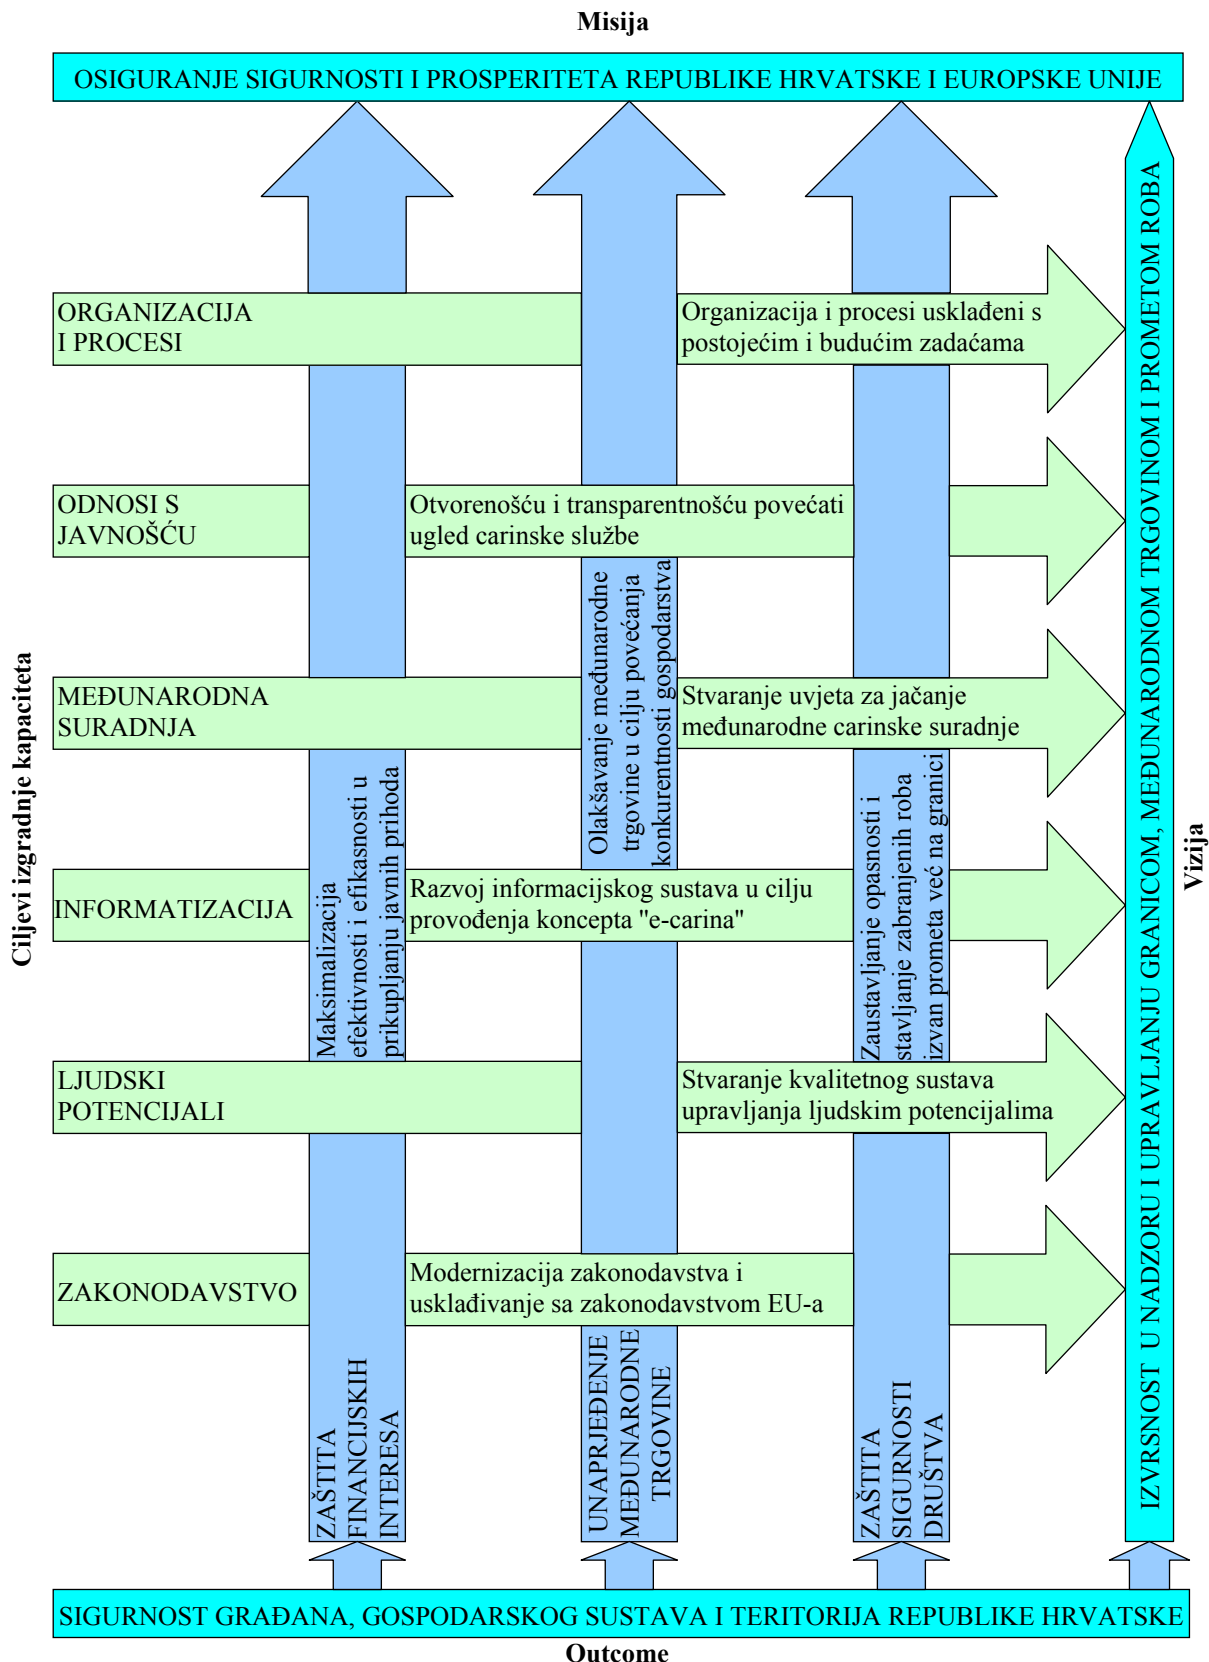 Misija
OSIGURANJE SIGURNOSTI I PROSPERITETA REPUBLIKE HRVATSKE I EUROPSKE UNIJE
ORGANIZACIJA
I PROCESI
Organizacija i procesi usklađeni s
postojećim i budućim zadaćama
ODNOSI S
JAVNOŠĆU
Otvorenošću i transparentnošću povećati
ugled carinske službe
MEĐUNARODNA
SURADNJA
Stvaranje uvjeta za jačanje
međunarodne carinske suradnje
INFORMATIZACIJA
Razvoj informacijskog sustava u cilju
provođenja koncepta "e-carina"
LJUDSKI
POTENCIJALI
Stvaranje kvalitetnog sustava
upravljanja ljudskim potencijalima
ZAKONODAVSTVO
Modernizacija zakonodavstva i
usklađivanje sa zakonodavstvom EU-a
Ciljevi izgradnje kapaciteta
Maksimalizacija
efektivnosti i efikasnosti u
prikupljanju javnih prihoda
ZAŠTITA
FINANCIJSKIH
INTERESA
Olakšavanje međunarodne
trgovine u cilju povećanja
konkurentnosti gospodarstva
UNAPRJEĐENJE
MEĐUNARODNE
TRGOVINE
Zaustavljanje opasnosti i
stavljanje zabranjenih roba
izvan prometa već na granici
ZAŠTITA
SIGURNOSTI
DRUŠTVA
IZVRSNOST U NADZORU I UPRAVLJANJU GRANICOM, MEĐUNARODNOM TRGOVINOM I PROMETOM ROBA
Vizija
SIGURNOST GRAĐANA, GOSPODARSKOG SUSTAVA I TERITORIJA REPUBLIKE HRVATSKE
Outcome